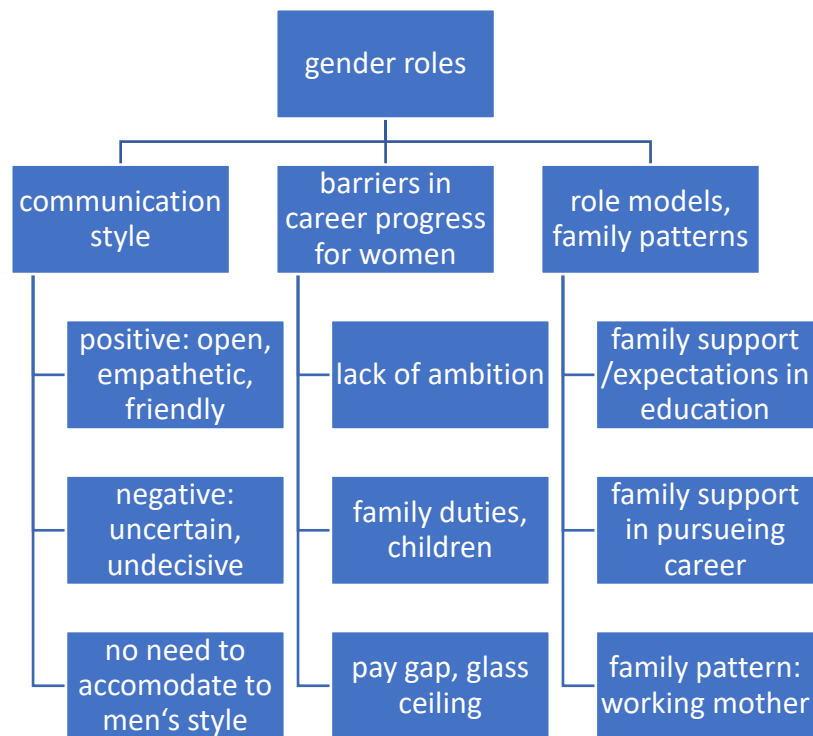 gender roles
communication
style
barriers in
career progress
for women
role models,
family patterns
positive: open,
empathetic,
friendly
lack of ambition
family support
/expectations in
education
negative:
uncertain,
undecisive
family duties,
children
family support
in pursueing
career
no need to
accomodate to
men‘s style
pay gap, glass
ceiling
family pattern:
working mother